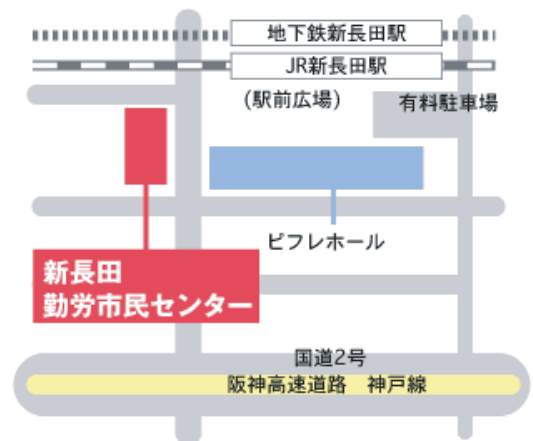 地下鉄新長田駅
JR新長田駅
(駅前広場)
有料駐車場
ピフレホール
新長田
勤労市民センター
国道2号
阪神高速道路　神戸線